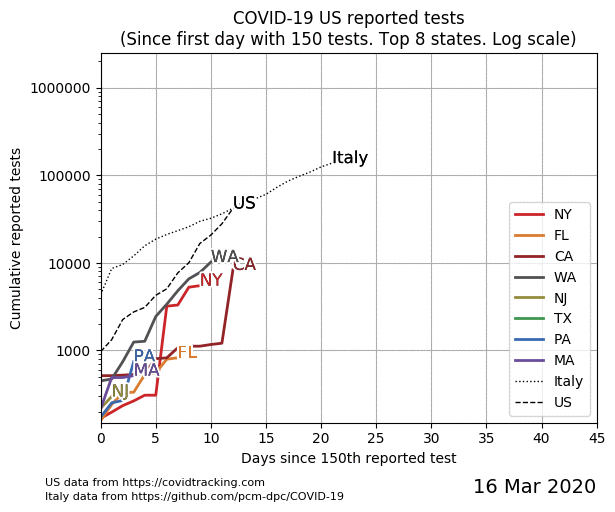 COVID-19 US reported tests
(Since first day with 150 tests. Top 8 states. Log scale)
Cumulative reported tests
1000000
100000
10000
1000
Italy
US
WA
CA
NY
PA
FL
MA
NJ
NY
FL
CA
WA
NJ
TX
PA
MA
Italy
US
0 5 10 15 20 25 30 35 40 45
Days since 150th reported test
US data from https://covidtracking.com
Italy data from https://github.com/pcm-dpc/COVID-19
16 Mar 2020